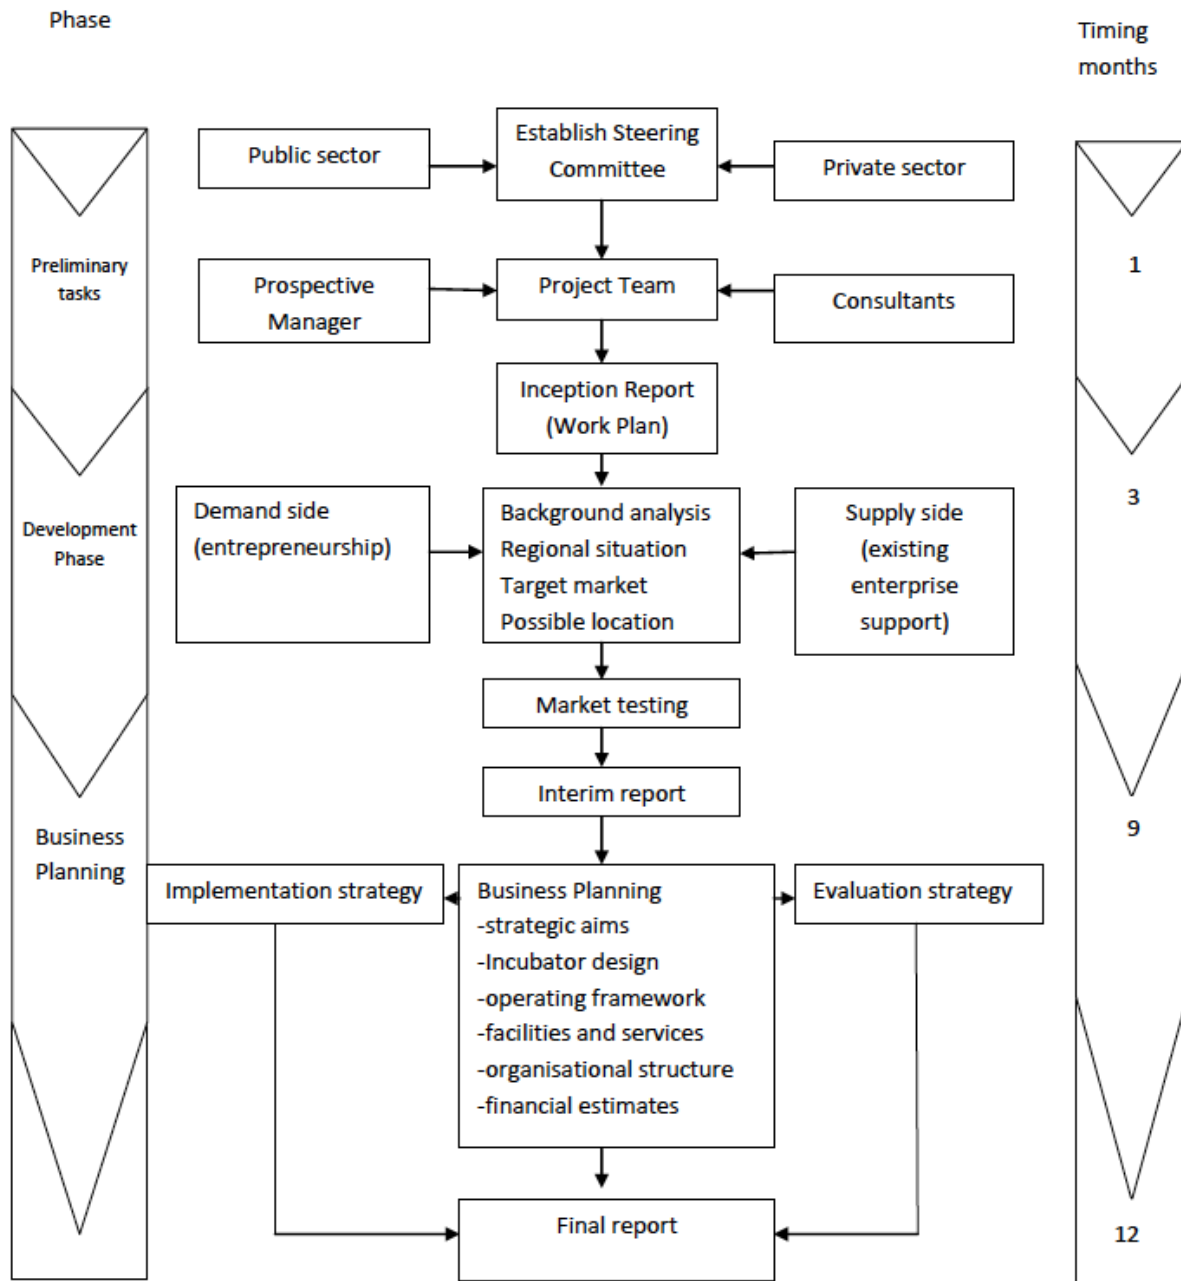 Phase
Timing
months
Public sector
Establish Steering
Committee
Private sector
Preliminary
tasks
Prospective
Manager
Project Team
Consultants
1
Inception Report
(Work Plan)
Development
Phase
Demand side
(entrepreneurship)
Background analysis
Regional situation
Target market
Possible location
Supply side
(existing
enterprise
support)
3
Market testing
Interim report
Business
Planning
9
Implementation strategy
Business Planning
-strategic aims
-Incubator design
-operating framework
-facilities and services
-organisational structure
-financial estimates
Evaluation strategy
Final report
12